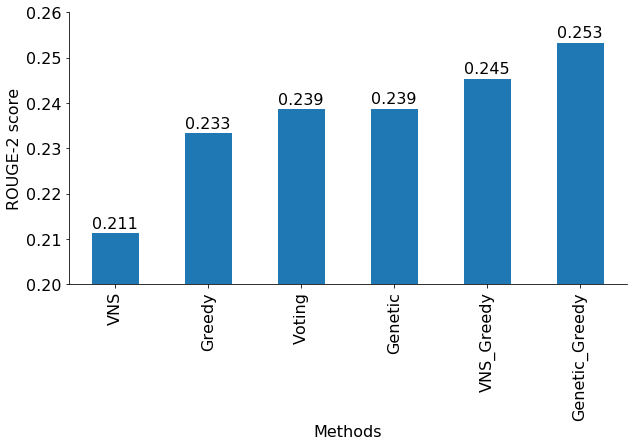 0.26
0.25
0.24
0.23
0.22
0.21
0.20
ROUGE-2 score
0.211
0.233
0.239
0.239
0.245
0.253
VNS
Greedy
Voting
Genetic
VNS_Greedy
Genetic_Greedy
Methods